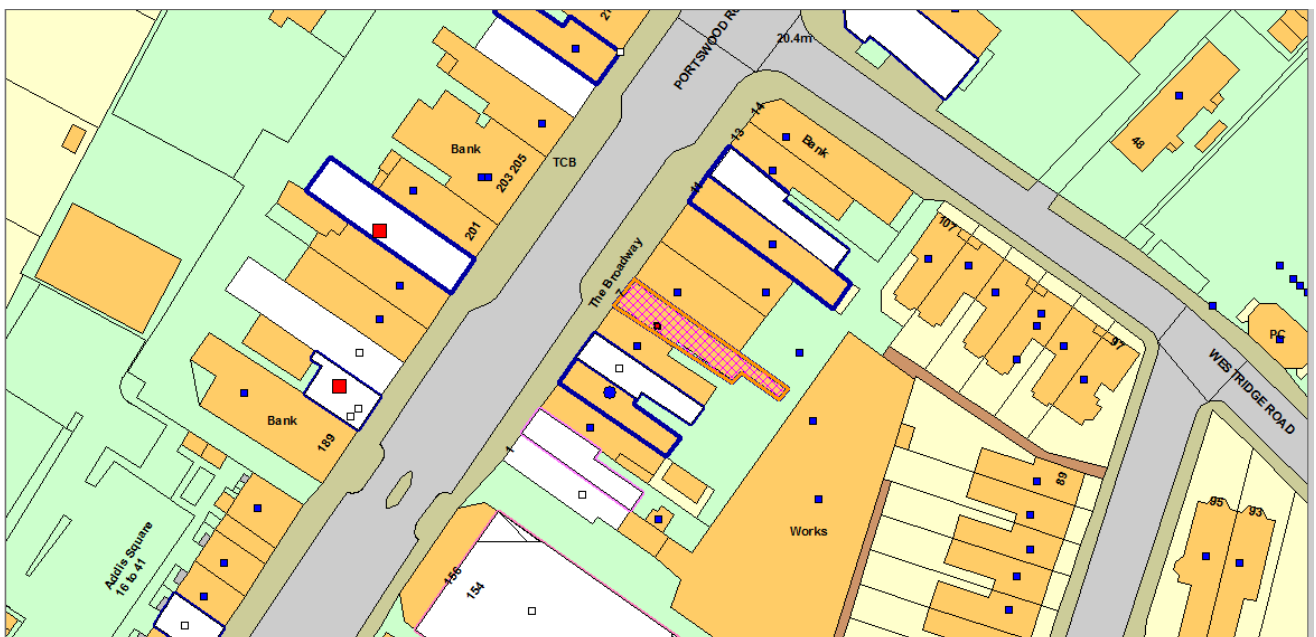 PORTSWOOD RO
20.4m
14
13
Bank
48
Bank
TCB
203 205
201
11
107
The Broadway
7
97
PC
WESTRIDGE ROAD
Bank
189
1
89
Works
95
93
Addis Square
16 to 41
156
154